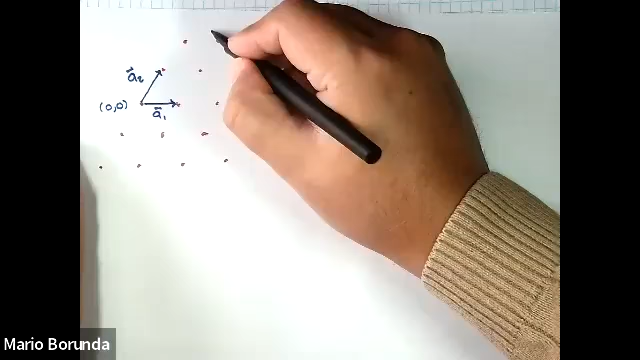 a⃗₂
(0,0)
a⃗₁
Mario Borunda